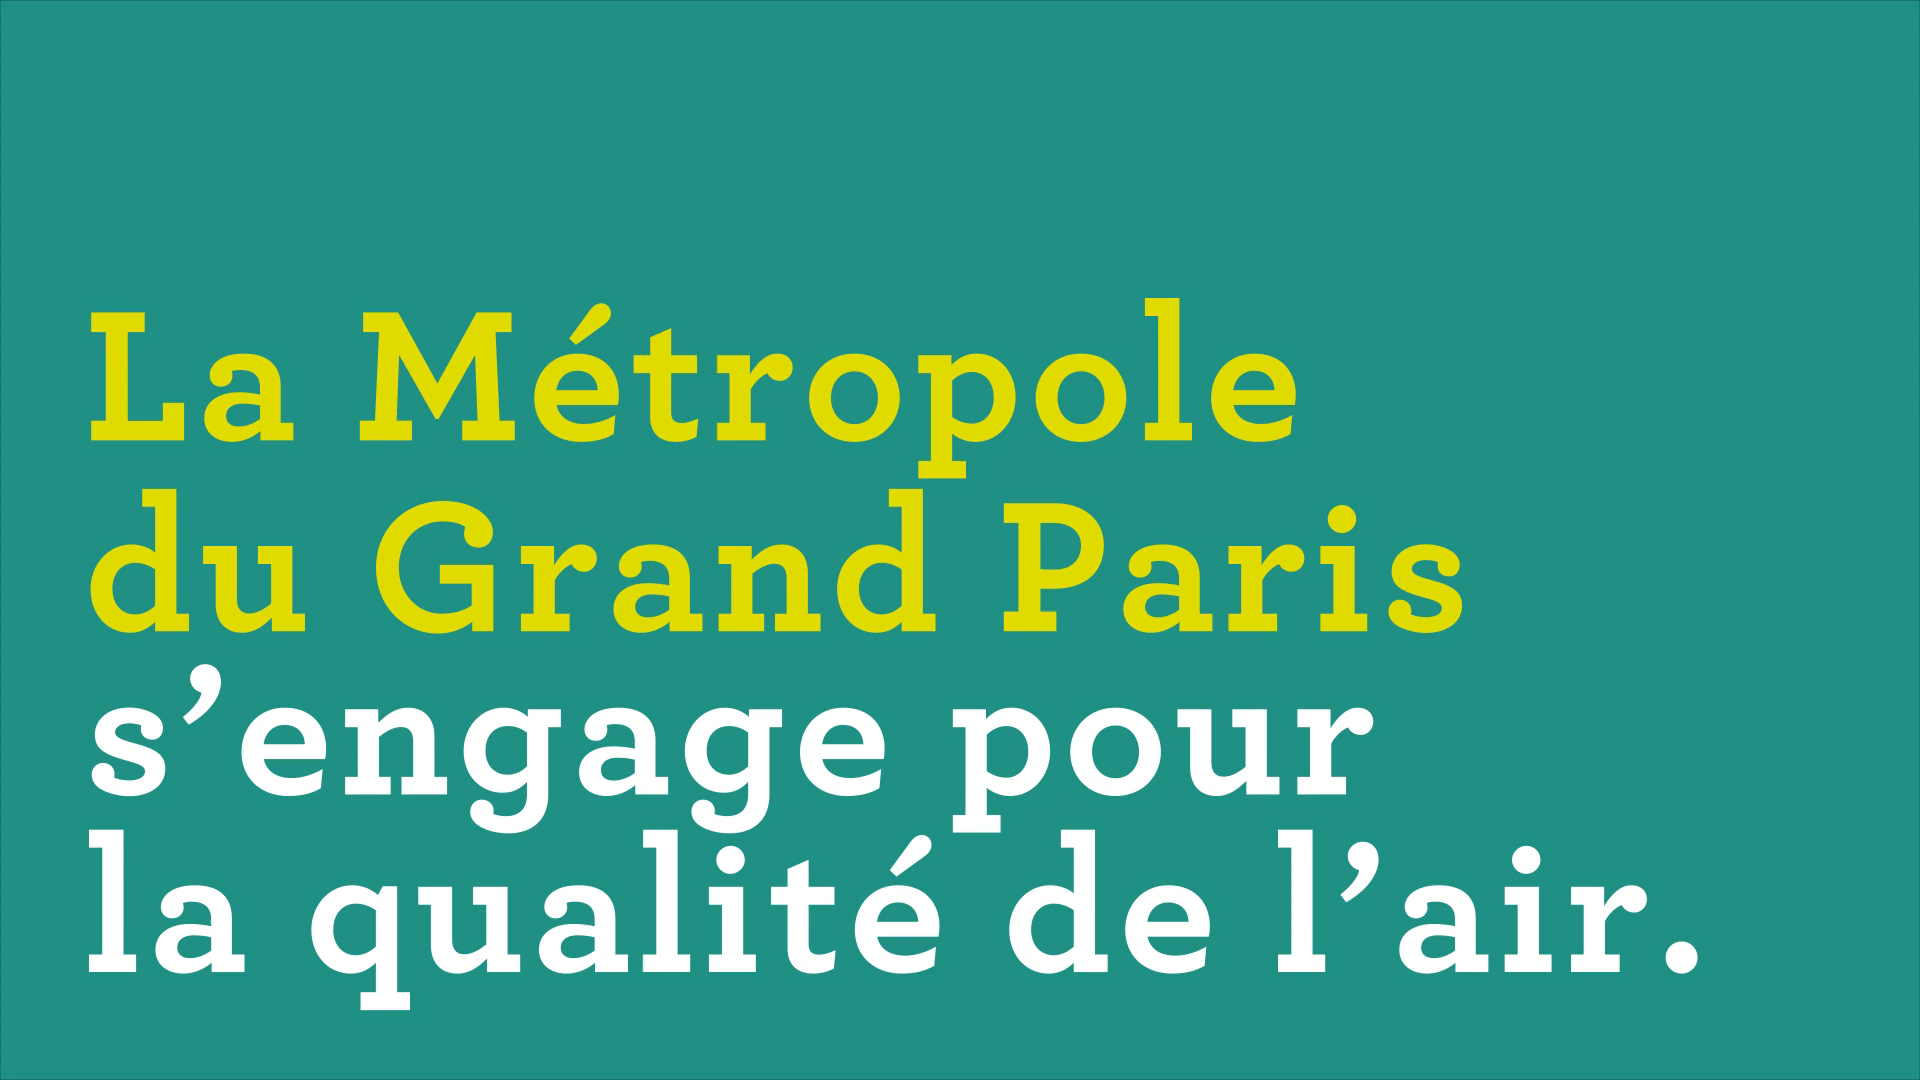 La Métropole
du Grand Paris
s’engage pour
la qualité de l’air.